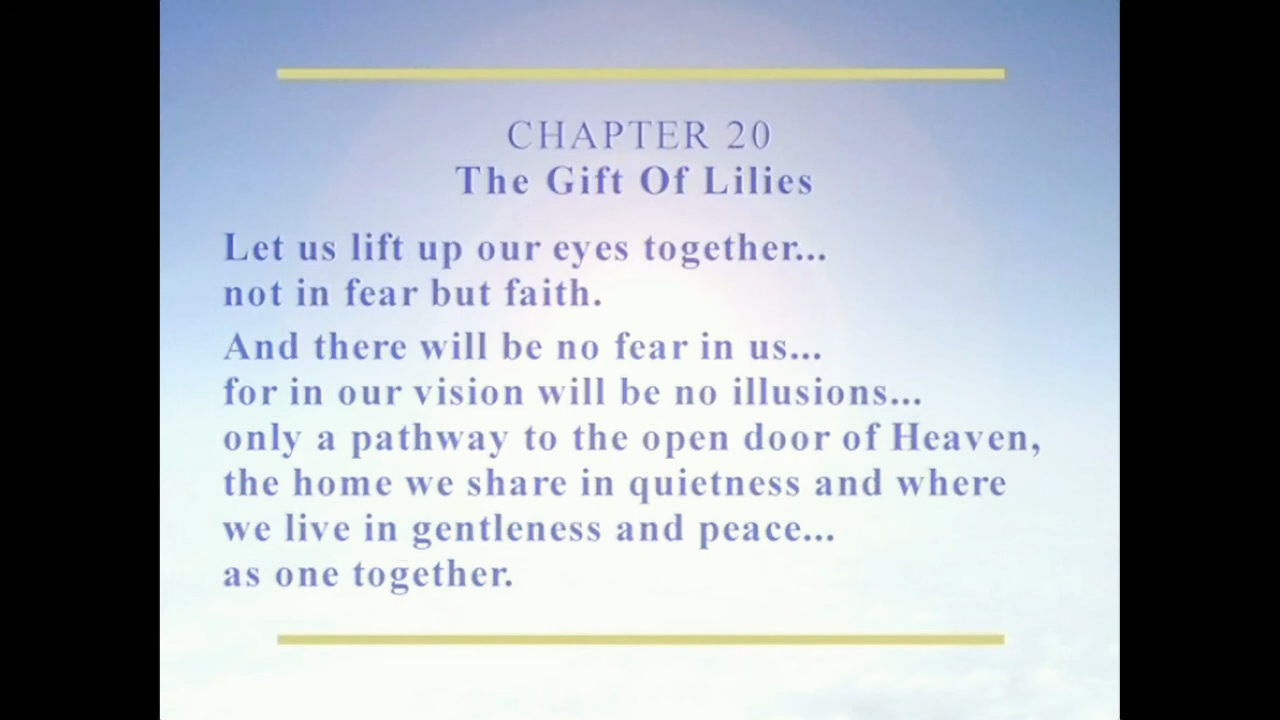 CHAPTER 20
The Gift Of Lilies
Let us lift up our eyes together...
not in fear but faith.
And there will be no fear in us...
for in our vision will be no illusions...
only a pathway to the open door of Heaven,
the home we share in quietness and where
we live in gentleness and peace...
as one together.